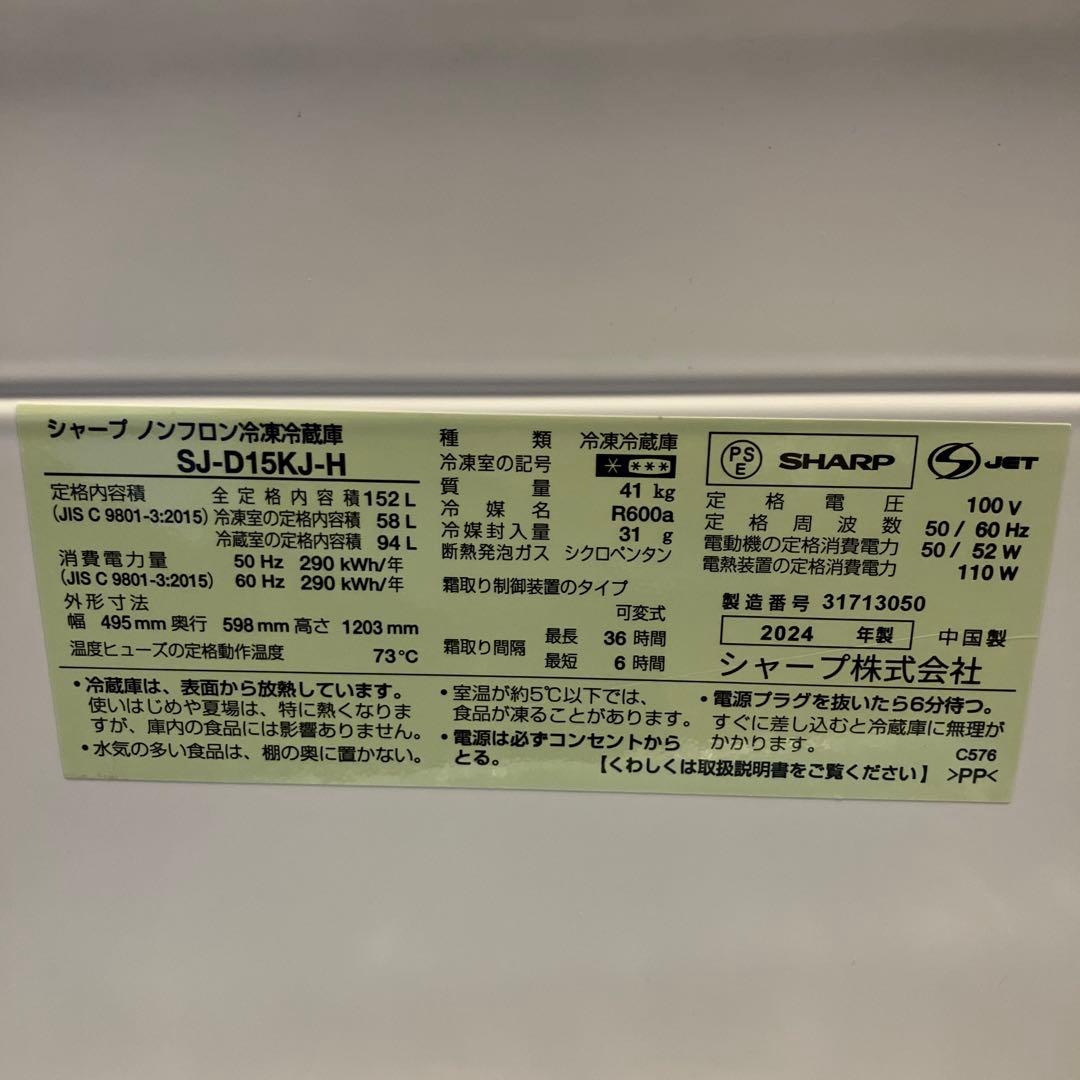 シャープ ノンフロン冷凍冷蔵庫
SJ-D15KJ-H
定格内容積 全定格内容積 152 L
(JIS C 9801-3:2015) 冷凍室の定格内容積 58 L
冷蔵室の定格内容積 94 L
消費電力量 50 Hz 290 kWh/年
(JIS C 9801-3:2015) 60 Hz 290 kWh/年
外形寸法
幅 495 mm 奥行 598 mm 高さ 1203 mm
温度ヒューズの定格動作温度 73℃
種類 冷凍冷蔵庫
冷凍室の記号 * ***
質量 41 kg
冷媒名 R600a
冷媒封入量 31 g
断熱発泡ガス シクロペンタン
霜取り制御装置のタイプ
可変式
霜取り間隔 最長 36 時間
最短 6 時間
PSE SHARP JET
定格電圧 100 V
定格周波数 50 / 60 Hz
電動機の定格消費電力 50 / 52 W
電熱装置の定格消費電力 110 W
製造番号 31713050
2024 年製 中国製
シャープ株式会社
・冷蔵庫は、表面から放熱しています。
使いはじめや夏場は、特に熱くなりま
すが、庫内の食品には影響ありません。
・水気の多い食品は、棚の奥に置かない。
・室温が約5℃以下では、
食品が凍ることがあります。
・電源は必ずコンセントから
とる。
・電源プラグを抜いたら6分待つ。
すぐに差し込むと冷蔵庫に無理が
かかります。
C576
【くわしくは取扱説明書をご覧ください】 >PP<